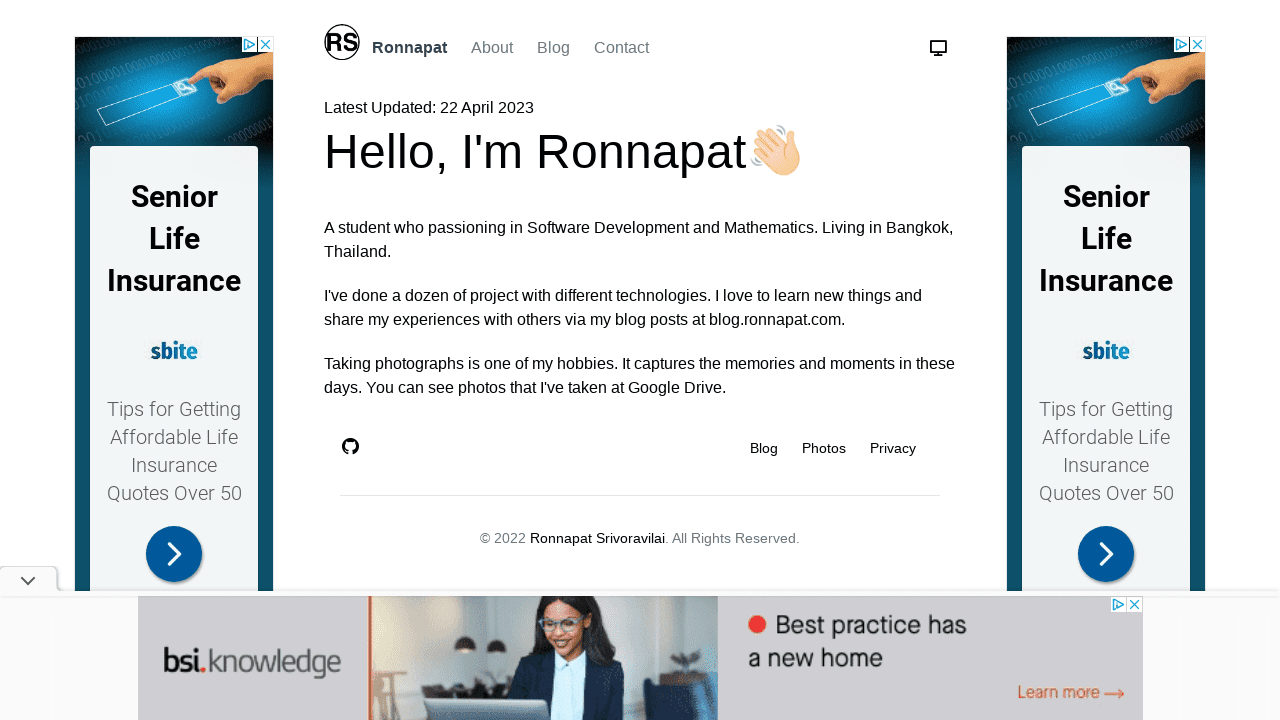 RS Ronnapat About Blog Contact
Latest Updated: 22 April 2023
Hello, I'm Ronnapat👋🏻
A student who passioning in Software Development and Mathematics. Living in Bangkok,
Thailand.
I've done a dozen of project with different technologies. I love to learn new things and
share my experiences with others via my blog posts at blog.ronnapat.com.
Taking photographs is one of my hobbies. It captures the memories and moments in these
days. You can see photos that I've taken at Google Drive.
Blog Photos Privacy
© 2022 Ronnapat Srivoravilai. All Rights Reserved.
Senior
Life
Insurance
sbite
Tips for Getting
Affordable Life
Insurance
Quotes Over 50
Senior
Life
Insurance
sbite
Tips for Getting
Affordable Life
Insurance
Quotes Over 50
bsi.knowledge
Best practice has
a new home
Learn more →